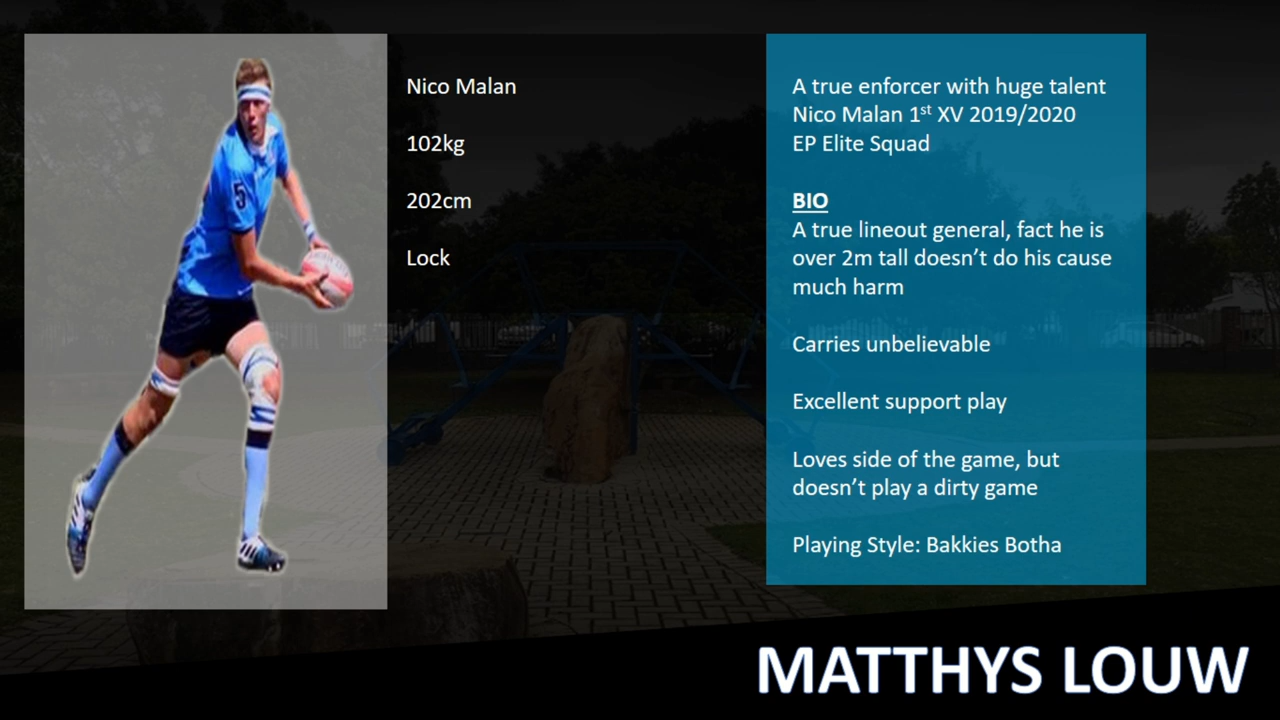 Nico Malan
102kg
202cm
Lock
A true enforcer with huge talent
Nico Malan 1st XV 2019/2020
EP Elite Squad
BIO
A true lineout general, fact he is
over 2m tall doesn’t do his cause
much harm
Carries unbelievable
Excellent support play
Loves side of the game, but
doesn’t play a dirty game
Playing Style: Bakkies Botha
5
MATTHYS LOUW